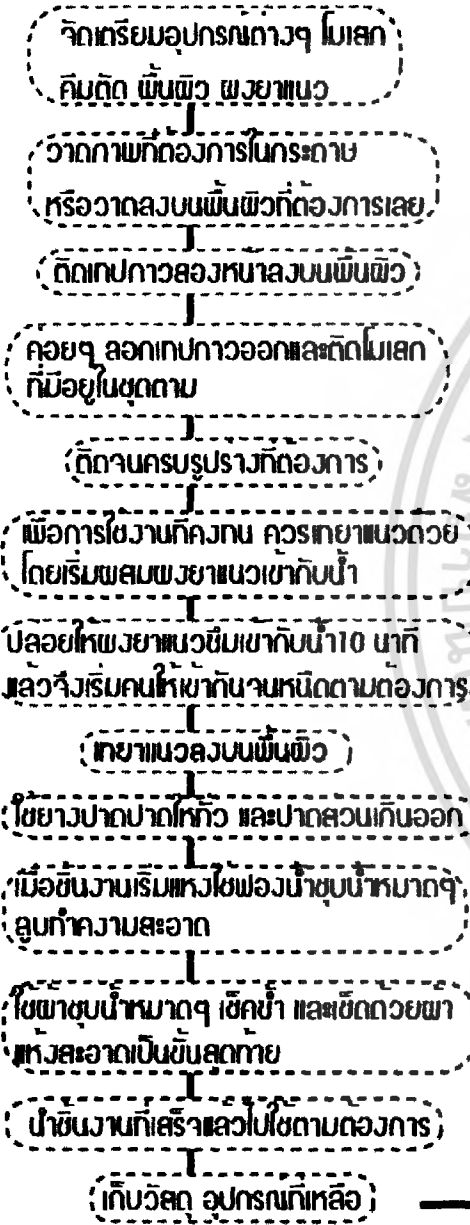 จัดเตรียมอุปกรณ์ต่างๆ โมเสก
คีมตัด พื้นผิว ผงยาแนว
วาดภาพที่ต้องการในกระดาษ
หรือวาดลงบนพื้นผิวที่ต้องการเลย
ติดเทปกาวสองหน้าลงบนพื้นผิว
ค่อยๆ ลอกเทปกาวออกและติดโมเสก
ที่มีอยู่ในชุดตาม
ติดจนครบรูปร่างที่ต้องการ
เพื่อการใช้งานที่คงทน ควรเทยาแนวด้วย
โดยเริ่มผสมผงยาแนวเข้ากับน้ำ
ปล่อยให้ผงยาแนวซึมเข้ากับน้ำ10 นาที
แล้วจึงเริ่มคนให้เข้ากันจนหนืดตามต้องการ
เทยาแนวลงบนพื้นผิว
ใช้ยางปาดปาดให้ทั่ว และปาดส่วนเกินออก
เมื่อชิ้นงานเริ่มแห้งใช้ฟองน้ำชุบน้ำหมาดๆ
ลูบทำความสะอาด
ใช้ผ้าชุบน้ำหมาดๆ เช็ดซ้ำ และเช็ดด้วยผ้า
แห้งสะอาดเป็นขั้นสุดท้าย
นำชิ้นงานที่เสร็จแล้วไปใช้ตามต้องการ
เก็บวัสดุ อุปกรณ์ที่เหลือ